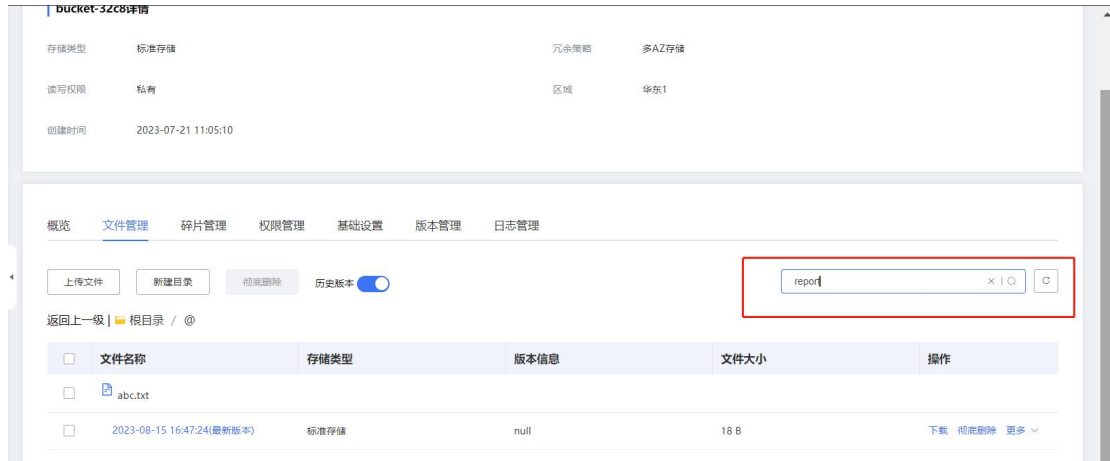 bucket-32c8详情
存储类型 标准存储 冗余策略 多AZ存储
读写权限 私有 区域 华东1
创建时间 2023-07-21 11:05:10
概览 文件管理 碎片管理 权限管理 基础设置 版本管理 日志管理
上传文件 新建目录 彻底删除 历史版本 report
返回上一级 | 根目录 / @
文件名称 存储类型 版本信息 文件大小 操作
abc.txt
2023-08-15 16:47:24(最新版本) 标准存储 null 18 B 下载 彻底删除 更多